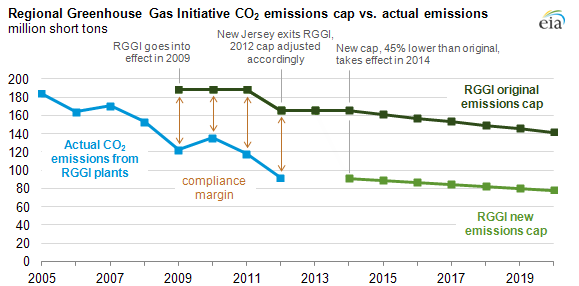 Regional Greenhouse Gas Initiative CO2 emissions cap vs. actual emissions
million short tons
eia
RGGI goes into
effect in 2009
New Jersey exits RGGI,
2012 cap adjusted
accordingly
New cap, 45% lower than original,
takes effect in 2014
200
180
160
140
120
100
80
60
40
20
0
RGGI original
emissions cap
Actual CO2
emissions from
RGGI plants
compliance
margin
RGGI new
emissions cap
2005 2007 2009 2011 2013 2015 2017 2019